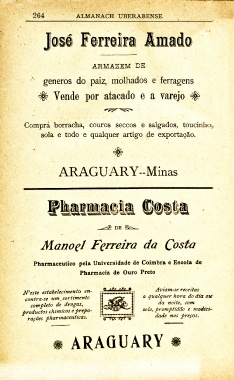 264 ALMANACH UBERABENSE
José Ferreira Amado
ARMAZEM DE
generos do paiz, molhados e ferragens
Vende por atacado e a varejo
Compra borracha, couros seccos e salgados, toucinho,
sola e todo e qualquer artigo de exportação.
ARAGUARY--Minas
Pharmacia Costa
DE
Manoel Ferreira da Costa
Pharmaceutico pela Universidade de Coimbra e Escola de
Pharmacia de Ouro Preto
N'este estabelecimento en-
contra-se um sortimento
completo de drogas,
productos chimicos e prepa-
rações pharmaceuticas.
Aviam-se receitas
a qualquer hora do dia ou
da noite, com
zelo, promptidão e modici-
dade nos preços.
ARAGUARY